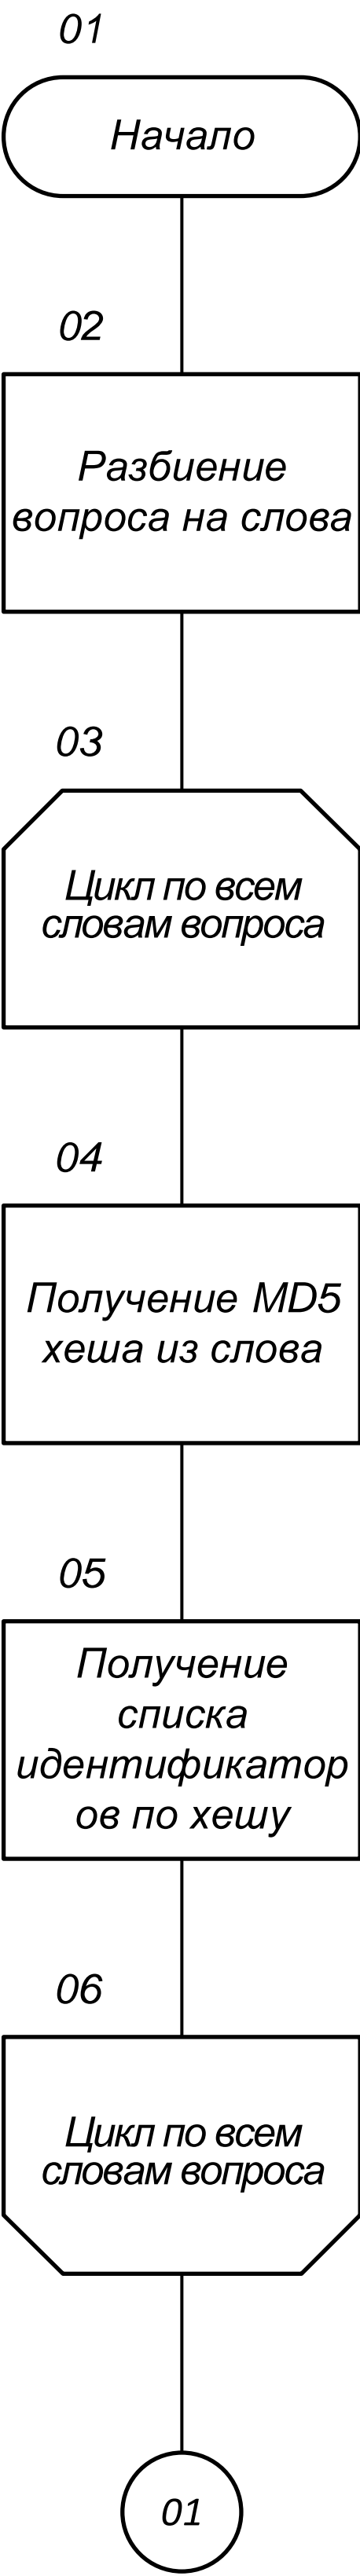 01
Начало
02
Разбиение
вопроса на слова
03
Цикл по всем
словам вопроса
04
Получение MD5
хеша из слова
05
Получение
списка
идентификатор
ов по хешу
06
Цикл по всем
словам вопроса
01